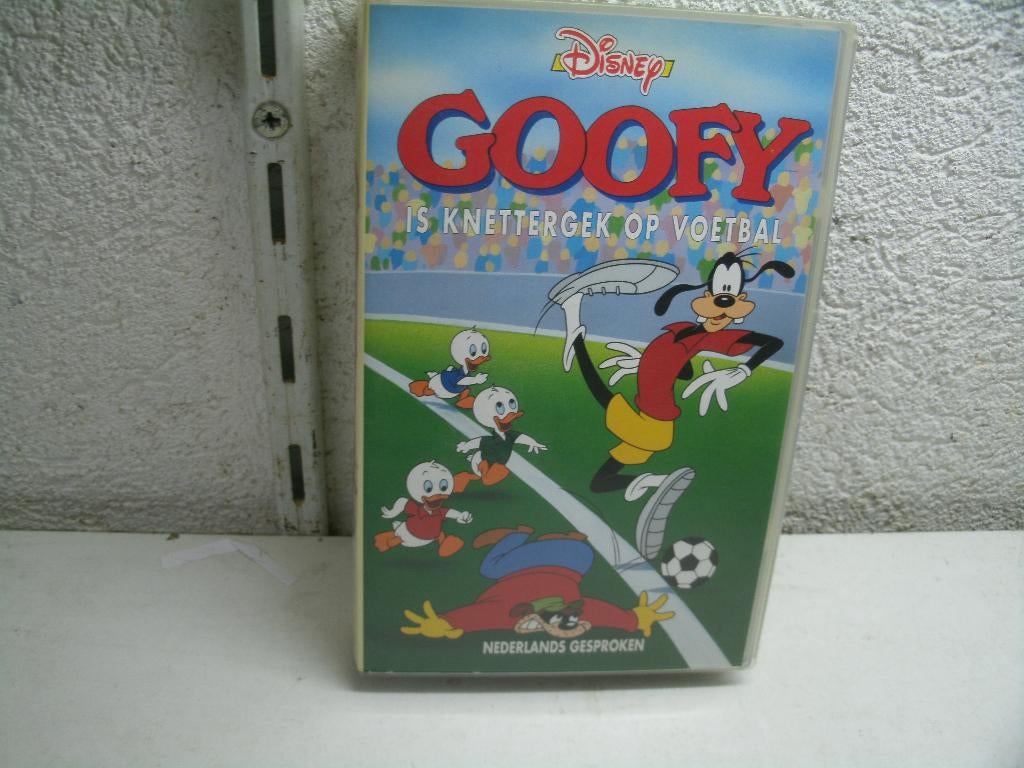 Disney
GOOFY
IS KNETTERGEK OP VOETBAL
NEDERLANDS GESPROKEN